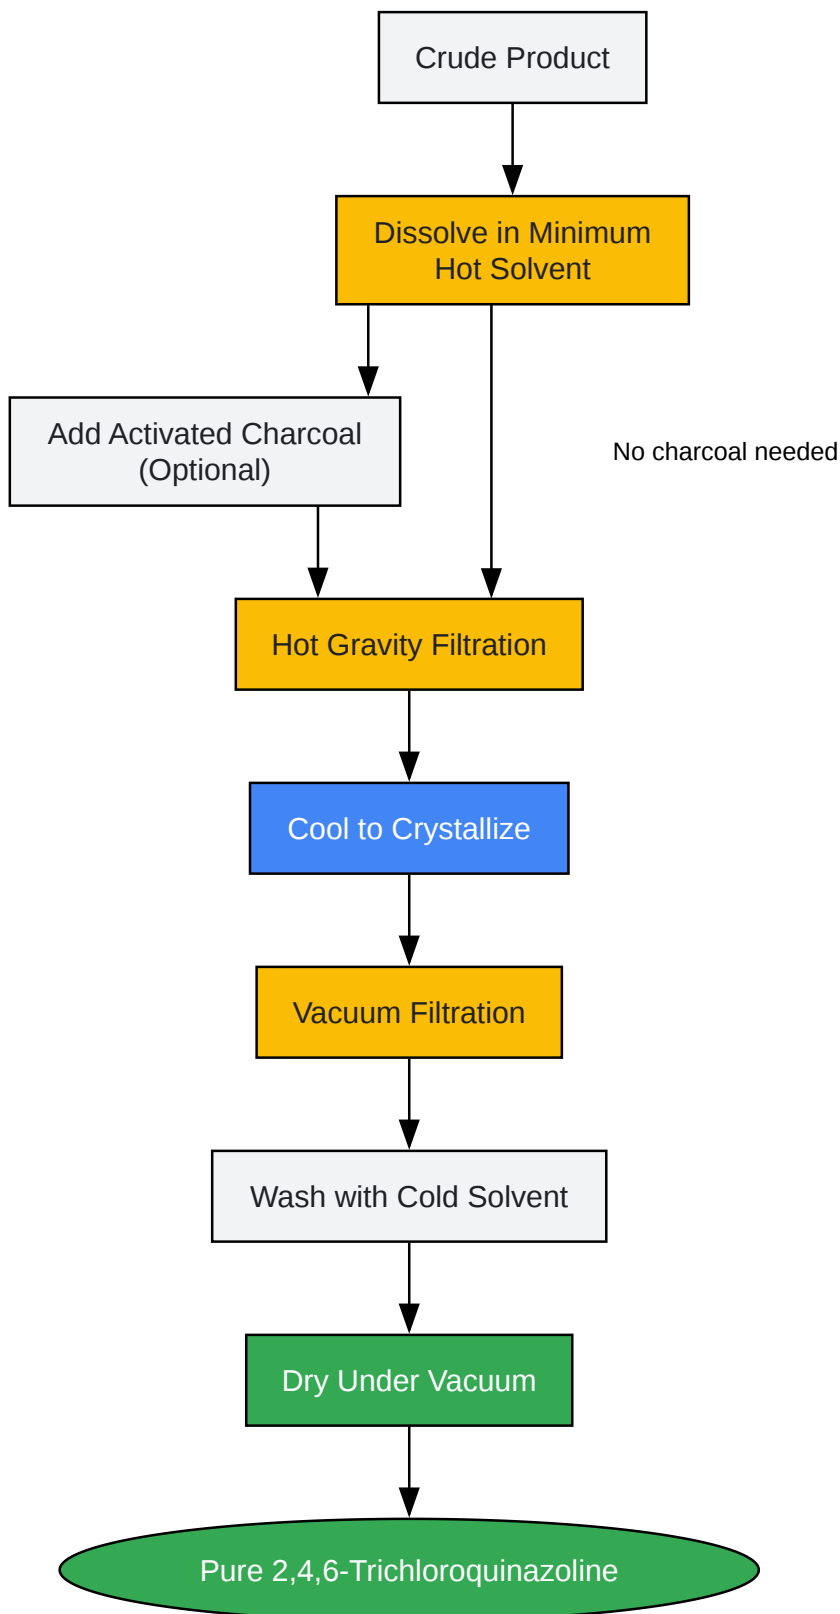 Crude Product
Dissolve in Minimum
Hot Solvent
Add Activated Charcoal
(Optional)
No charcoal needed
Hot Gravity Filtration
Cool to Crystallize
Vacuum Filtration
Wash with Cold Solvent
Dry Under Vacuum
Pure 2,4,6-Trichloroquinazoline